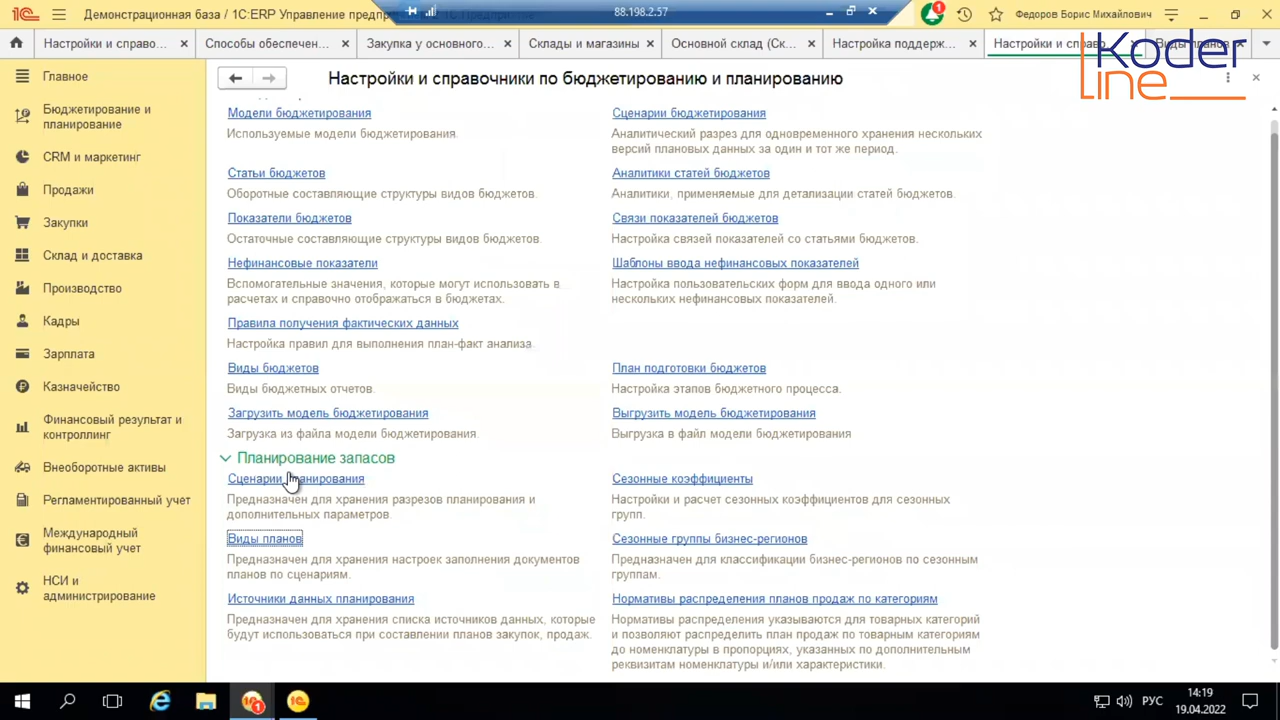 Демонстрационная база / 1С:ERP Управление предпр
88.198.2.57
1
Федоров Борис Михайлович
Настройки и справо...
Способы обеспечен...
Закупка у основного...
Склады и магазины
Основной склад (Ск...
Настройка поддерж...
Настройки и справо
Виды планов
Koder
line
Главное
Бюджетирование и
планирование
CRM и маркетинг
Продажи
Закупки
Склад и доставка
Производство
Кадры
Зарплата
Казначейство
Финансовый результат и
контроллинг
Внеоборотные активы
Регламентированный учет
Международный
финансовый учет
НСИ и
администрирование
Настройки и справочники по бюджетированию и планированию
Модели бюджетирования
Используемые модели бюджетирования.
Сценарии бюджетирования
Аналитический разрез для одновременного хранения нескольких
версий плановых данных за один и тот же период.
Статьи бюджетов
Оборотные составляющие структуры видов бюджетов.
Аналитики статей бюджетов
Аналитики, применяемые для детализации статей бюджетов.
Показатели бюджетов
Остаточные составляющие структуры видов бюджетов.
Связи показателей бюджетов
Настройка связей показателей со статьями бюджетов.
Нефинансовые показатели
Вспомогательные значения, которые могут использовать в
расчетах и справочно отображаться в бюджетах.
Шаблоны ввода нефинансовых показателей
Настройка пользовательских форм для ввода одного или
нескольких нефинансовых показателей.
Правила получения фактических данных
Настройка правил для выполнения план-факт анализа
Виды бюджетов
Виды бюджетных отчетов.
План подготовки бюджетов
Настройка этапов бюджетного процесса.
Загрузить модель бюджетирования
Загрузка из файла модели бюджетирования.
Выгрузить модель бюджетирования
Выгрузка в файл модели бюджетирования
Планирование запасов
Сценарии планирования
Предназначен для хранения разрезов планирования и
дополнительных параметров.
Сезонные коэффициенты
Настройки и расчет сезонных коэффициентов для сезонных
групп.
Виды планов
Предназначен для хранения настроек заполнения документов
планов по сценариям.
Сезонные группы бизнес-регионов
Предназначен для классификации бизнес-регионов по сезонным
группам.
Источники данных планирования
Предназначен для хранения списка источников данных, которые
будут использоваться при составлении планов закупок, продаж.
Нормативы распределения планов продаж по категориям
Нормативы распределения указываются для товарных категорий
и позволяют распределить план продаж по товарным категориям
до номенклатуры в пропорциях, указанных по дополнительным
реквизитам номенклатуры и/или характеристики.
РУС
14:19
19.04.2022